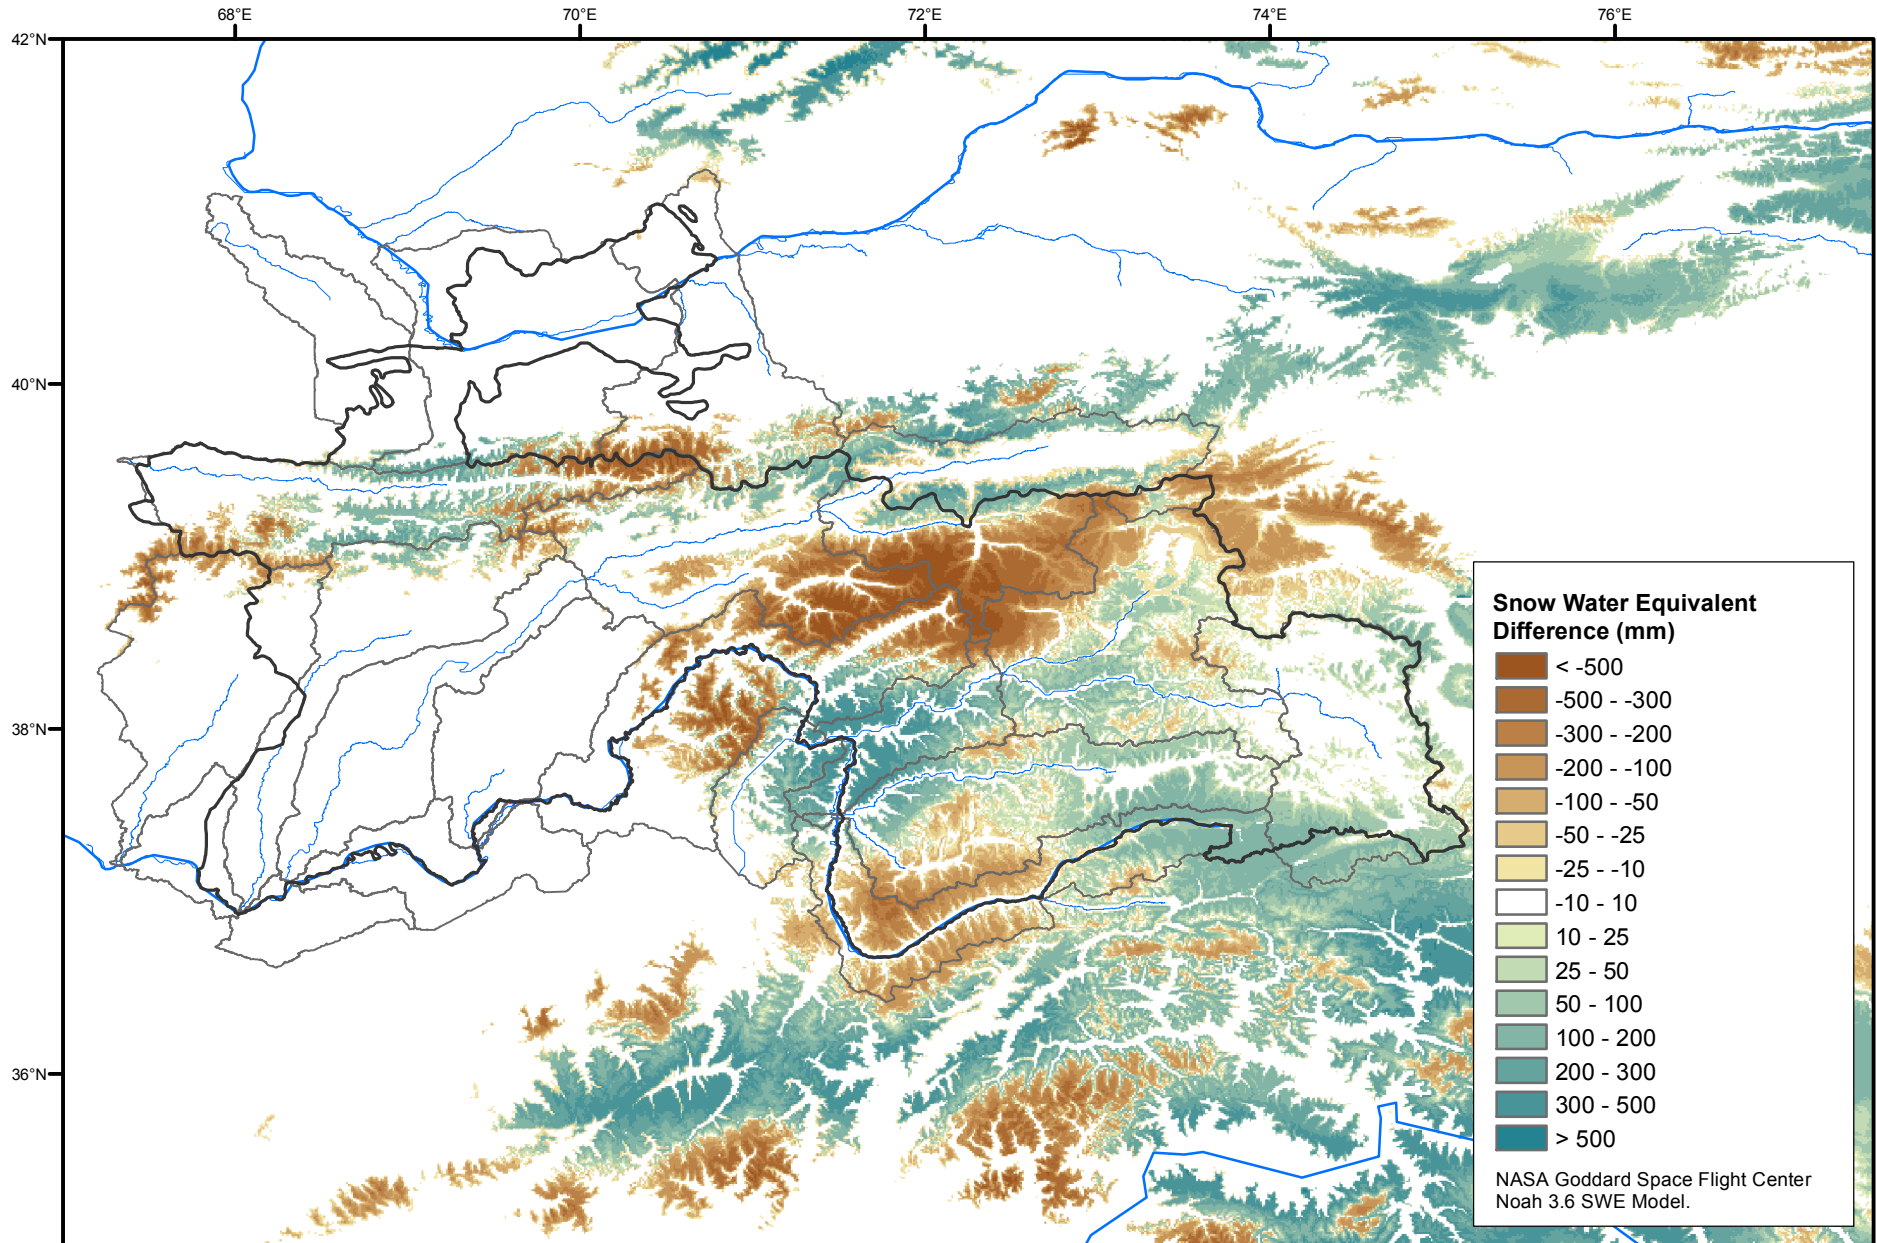 68°E
70°E
72°E
74°E
76°E
42°N
40°N
38°N
36°N
Snow Water Equivalent
Difference (mm)
< -500
-500 - -300
-300 - -200
-200 - -100
-100 - -50
-50 - -25
-25 - -10
-10 - 10
10 - 25
25 - 50
50 - 100
100 - 200
200 - 300
300 - 500
> 500
NASA Goddard Space Flight Center
Noah 3.6 SWE Model.